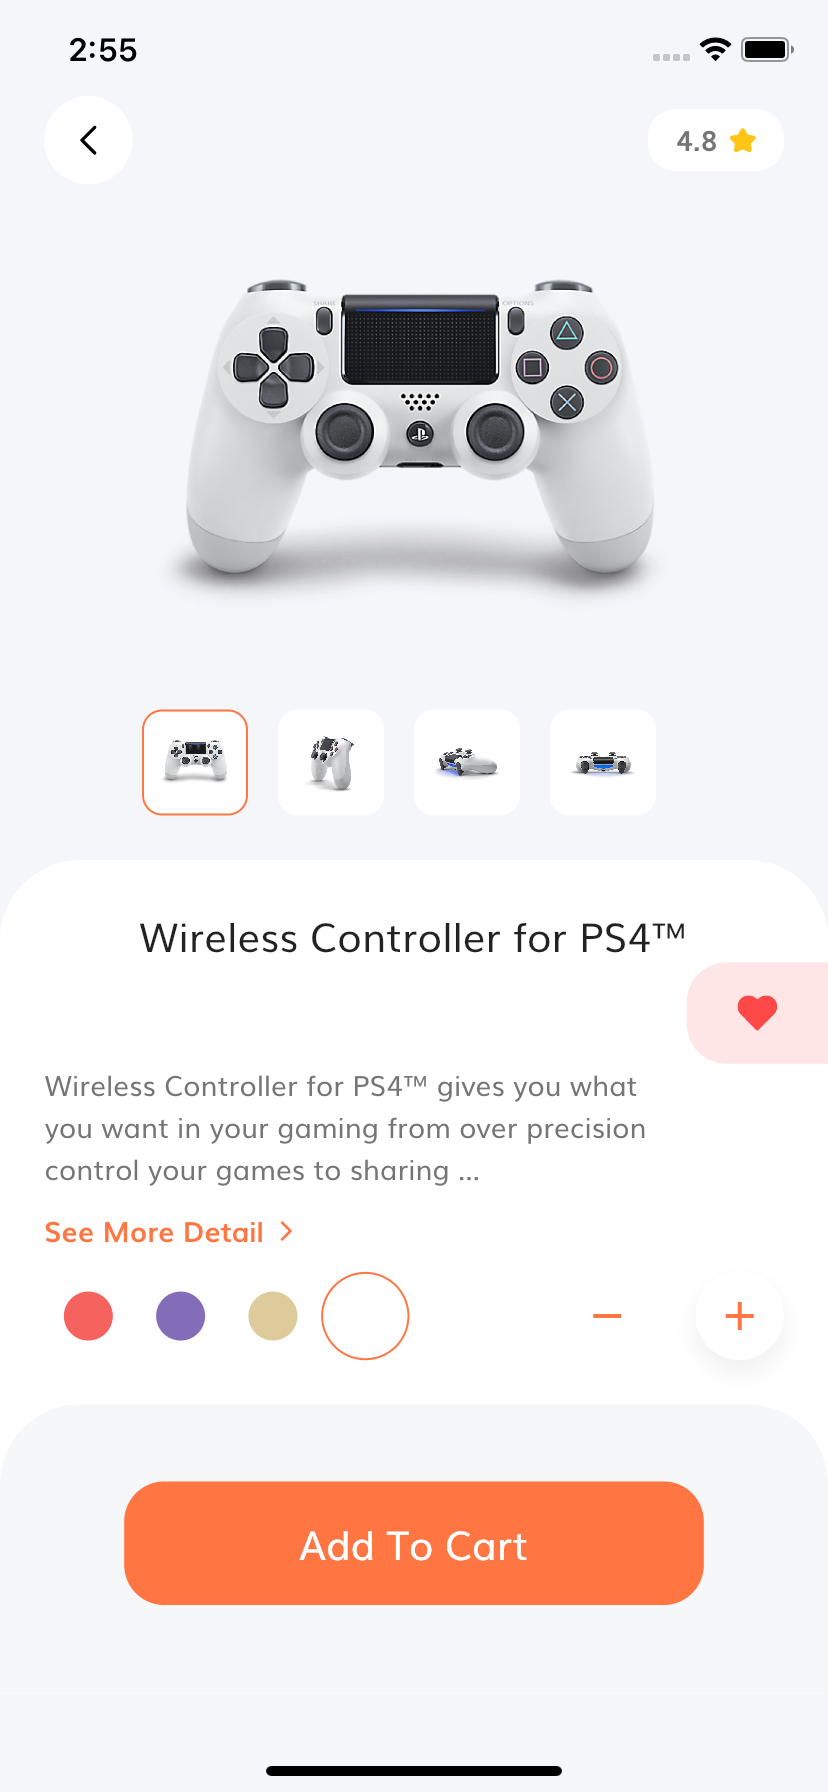 2:55
4.8
SHARE
OPTIONS
Wireless Controller for PS4™
Wireless Controller for PS4™ gives you what
you want in your gaming from over precision
control your games to sharing ...
See More Detail
Add To Cart